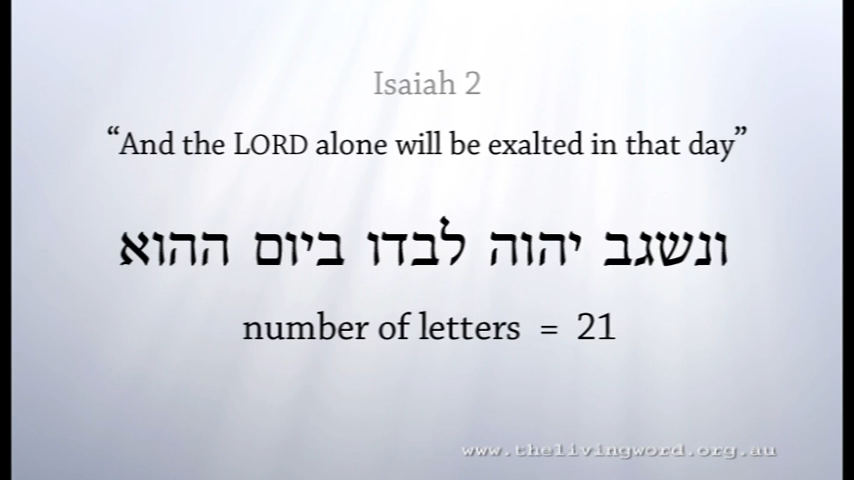 Isaiah 2
“And the LORD alone will be exalted in that day”
ונשגב יהוה לבדו ביום ההוא
number of letters = 21
www.thelivingword.org.au